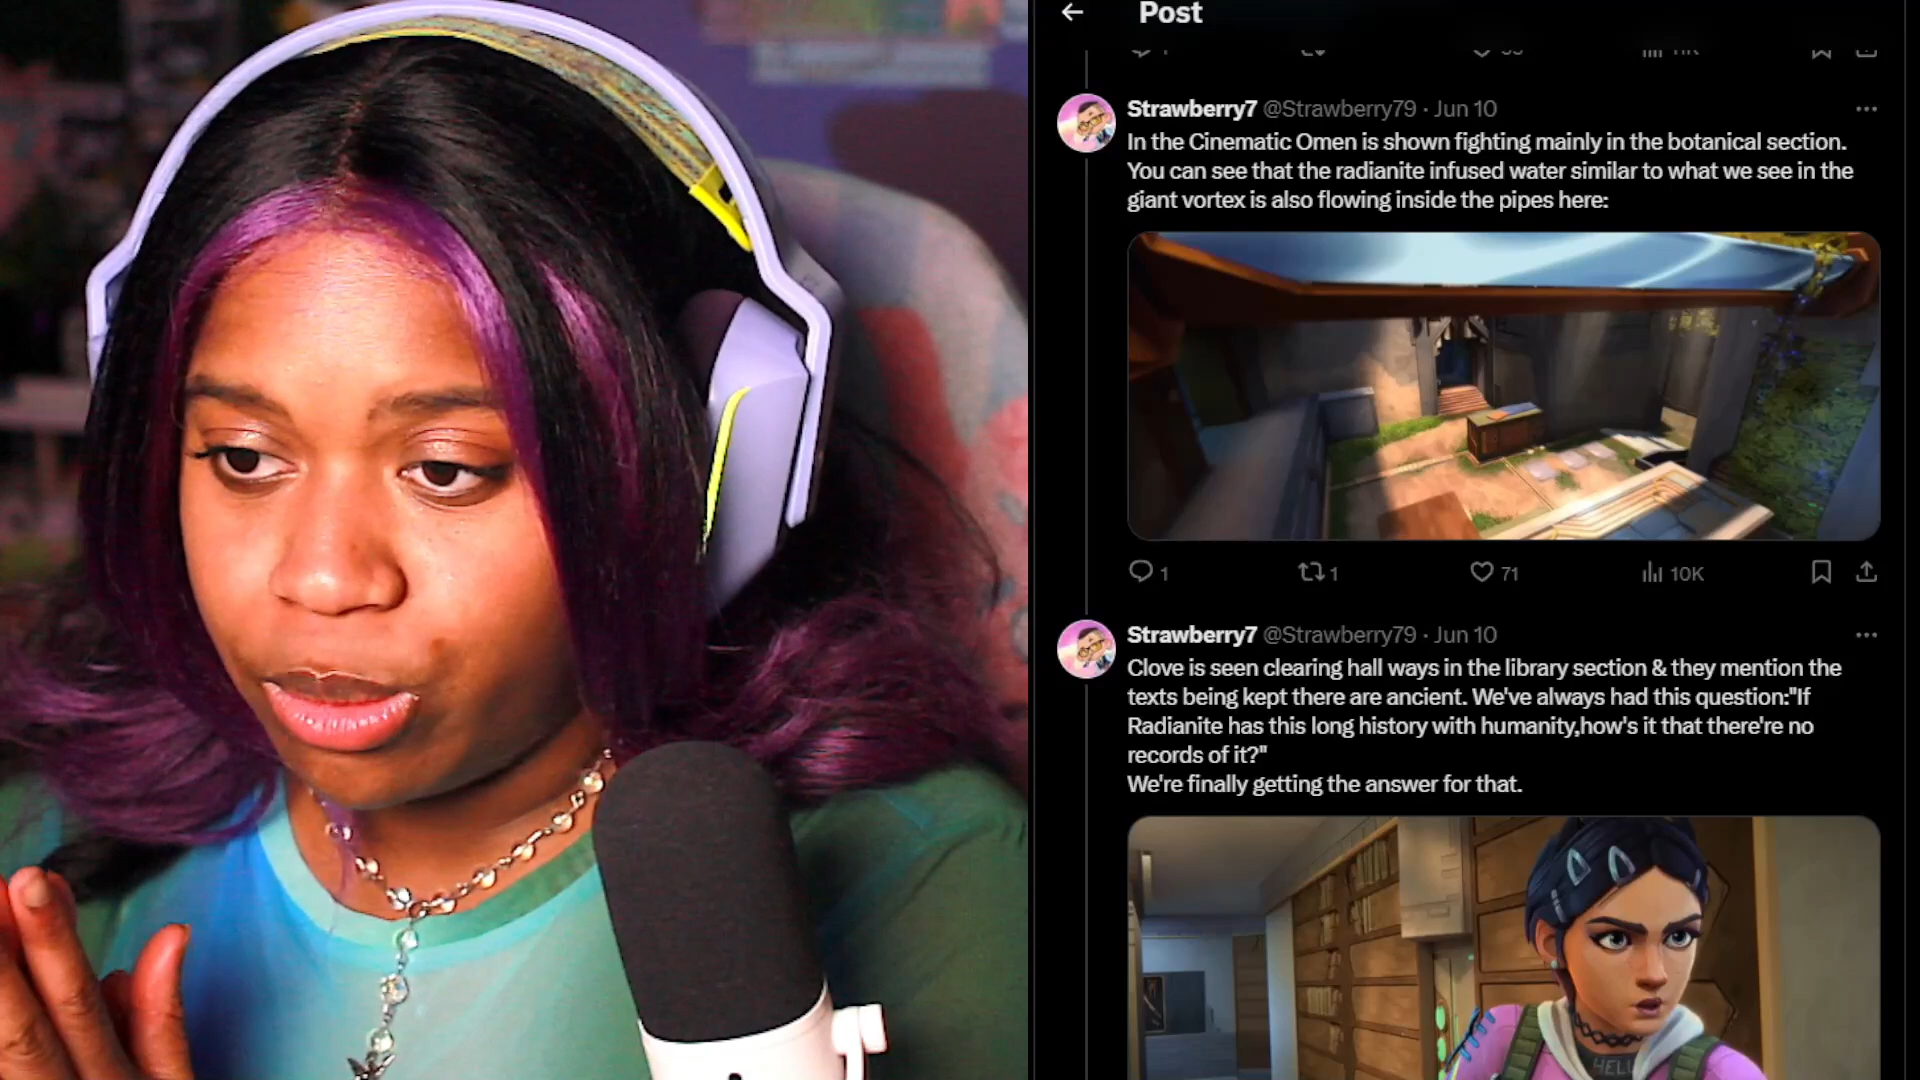 Post
Strawberry7 @Strawberry79 · Jun 10
In the Cinematic Omen is shown fighting mainly in the botanical section.
You can see that the radianite infused water similar to what we see in the
giant vortex is also flowing inside the pipes here:
1 1 71 10K
Strawberry7 @Strawberry79 · Jun 10
Clove is seen clearing hall ways in the library section & they mention the
texts being kept there are ancient. We've always had this question:"If
Radianite has this long history with humanity,how's it that there're no
records of it?"
We're finally getting the answer for that.
HELL